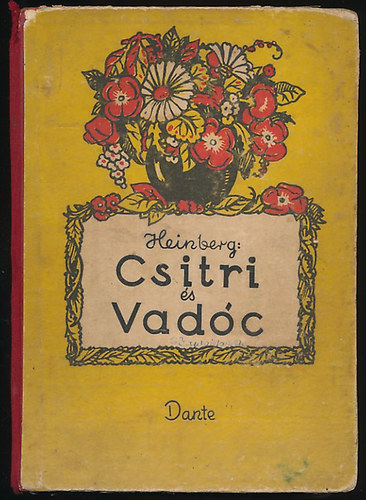 Heinberg:
Csitri
és
Vadóc
Dante